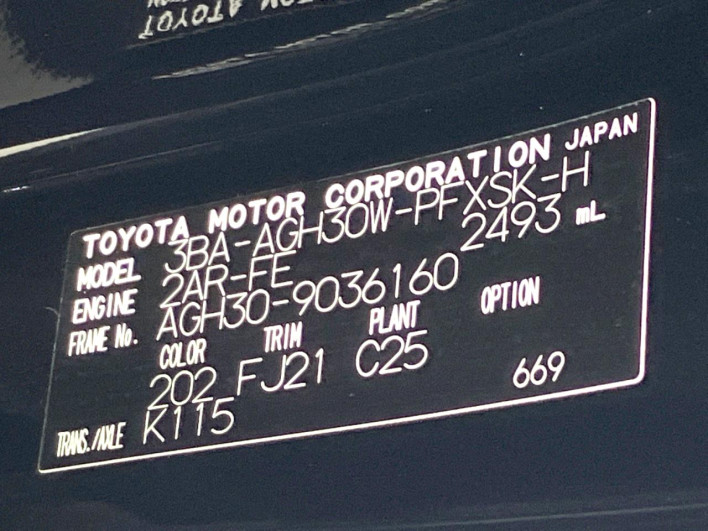 TOYOTA MOTOR CORPORATION JAPAN
MODEL 3BA-AGH30W-PFXSK-H
ENGINE 2AR-FE 2493 mL
FRAME No. AGH30-9036160
COLOR TRIM PLANT OPTION
202 FJ21 C25
TRANS./AXLE K115 669